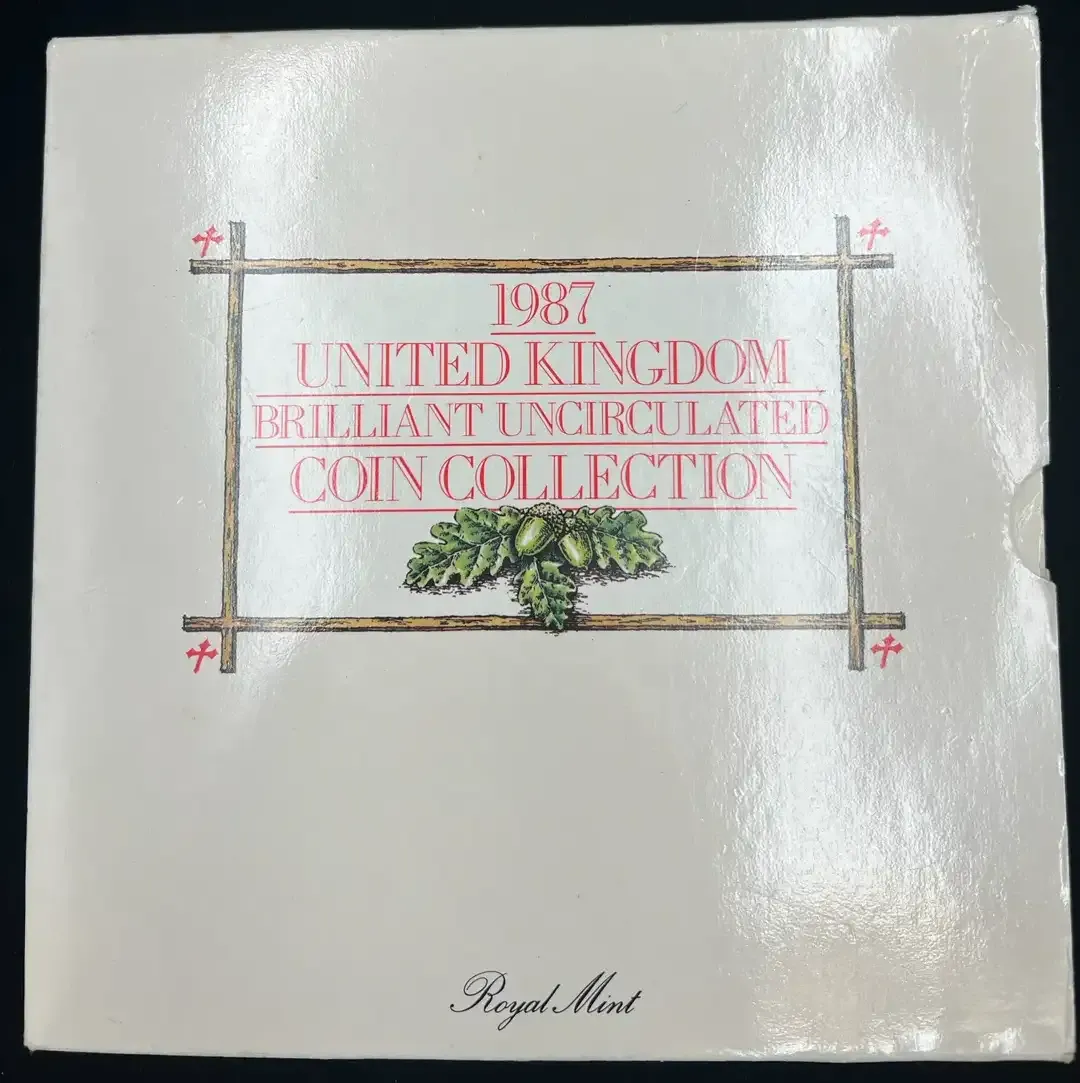 1987
UNITED KINGDOM
BRILLIANT UNCIRCULATED
COIN COLLECTION
Royal Mint